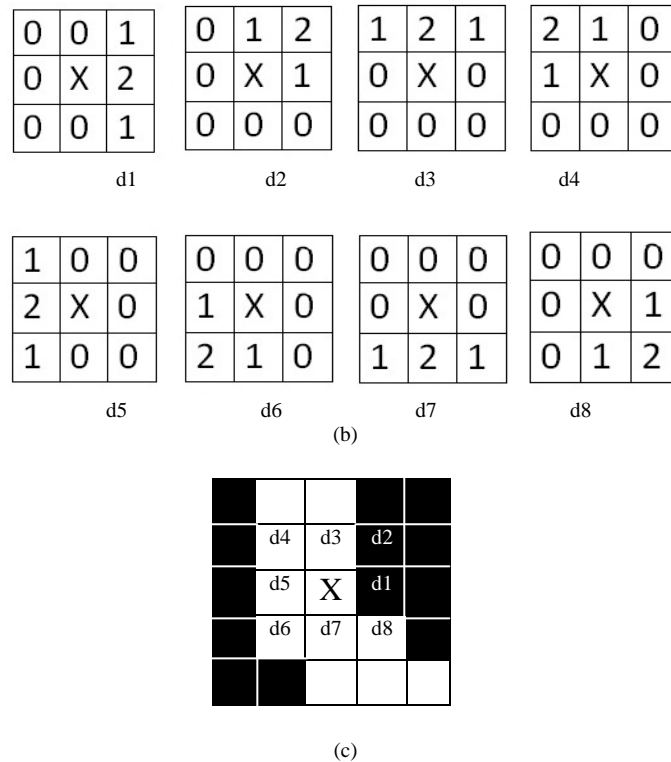 0 0 1 0 1 2 1 2 1 2 1 0
0 X 2 0 X 1 0 X 0 1 X 0
0 0 1 0 0 0 0 0 0 0 0 0
d1 d2 d3 d4
1 0 0 0 0 0 0 0 0 0 0 0
2 X 0 1 X 0 0 X 0 0 X 1
1 0 0 2 1 0 1 2 1 0 1 2
d5 d6 d7 d8
(b)
d4 d3 d2
d5 X d1
d6 d7 d8
(c)